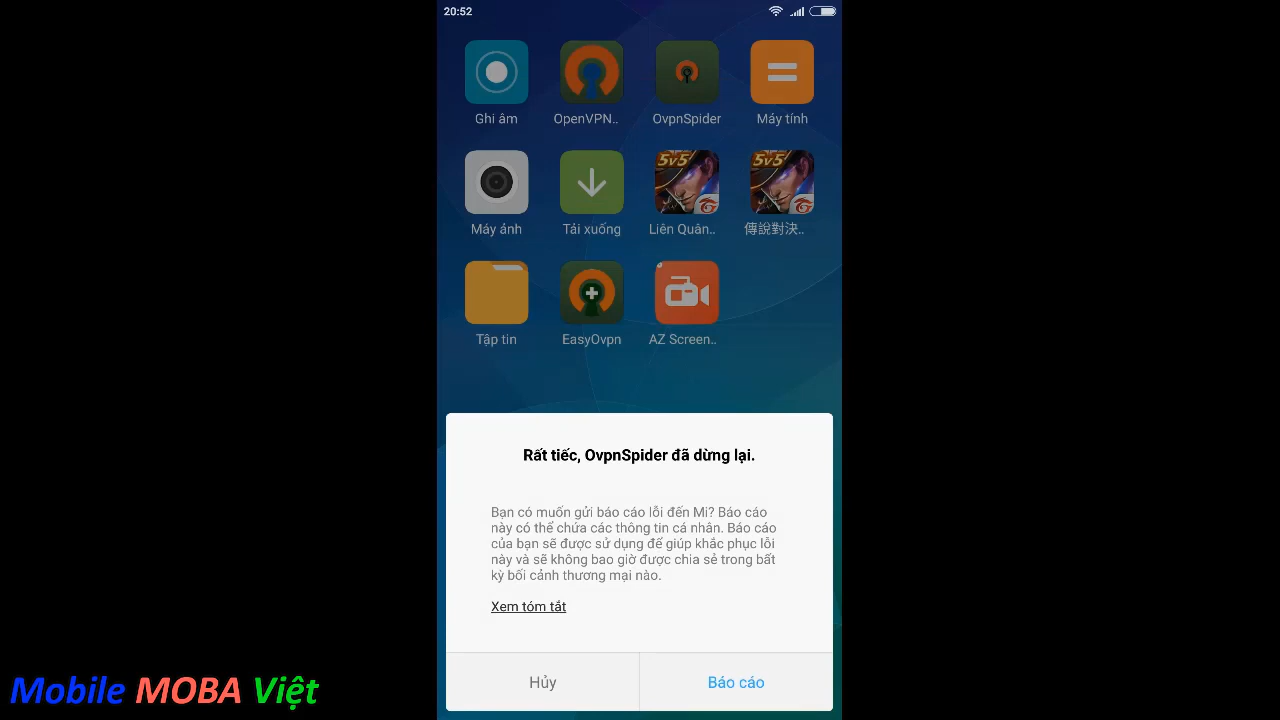 20:52
Ghi âm
OpenVPN..
OvpnSpider
Máy tính
5v5
5v5
Máy ảnh
Tải xuống
Liên Quân..
傳說對決..
Tập tin
EasyOvpn
AZ Screen..
Rất tiếc, OvpnSpider đã dừng lại.
Bạn có muốn gửi báo cáo lỗi đến Mi? Báo cáo
này có thể chứa các thông tin cá nhân. Báo cáo
của bạn sẽ được sử dụng để giúp khắc phục lỗi
này và sẽ không bao giờ được chia sẻ trong bất
kỳ bối cảnh thương mại nào.
Xem tóm tắt
Hủy
Báo cáo
Mobile MOBA Việt